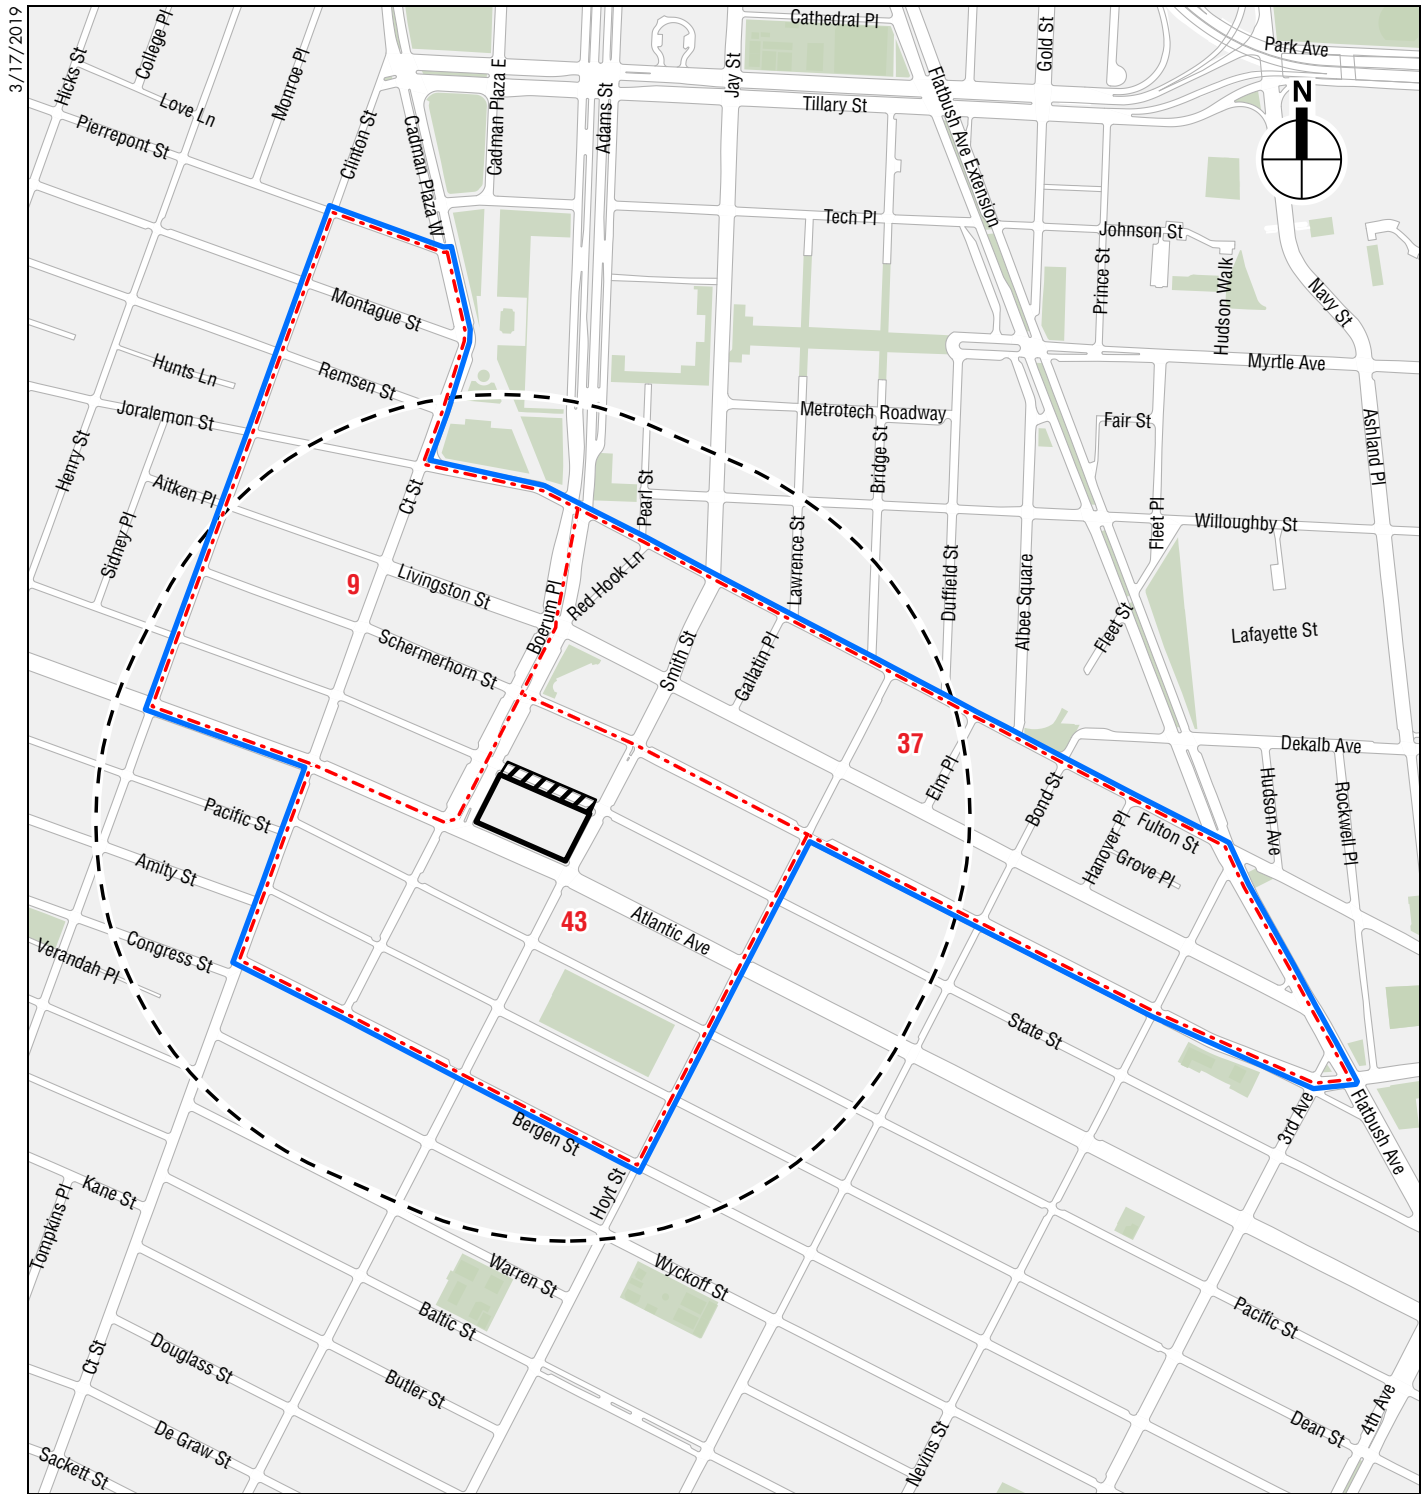 3/17/2019
Hicks St
College Pl
Love Ln
Monroe Pl
Pierrepont St
Clinton St
Cadman Plaza W
Cadman Plaza E
Adams St
Jay St
Cathedral Pl
Tillary St
Flatbush Ave Extension
Gold St
Park Ave
N
Tech Pl
Johnson St
Prince St
Hudson Walk
Navy St
Montague St
Remsen St
Hunts Ln
Joralemon St
Myrtle Ave
Metrotech Roadway
Fair St
Ashland Pl
Henry St
Aitken Pl
Sidney Pl
Ct St
Pearl St
Bridge St
Lawrence St
Willoughby St
Fleet Pl
Duffield St
Albee Square
Fleet St
Lafayette St
9
Livingston St
Boerum Pl
Red Hook Ln
Schermerhorn St
Smith St
Gallatin Pl
37
Elm Pl
Bond St
Dekalb Ave
Hudson Ave
Rockwell Pl
Pacific St
Hanover Pl
Fulton St
Grove Pl
Amity St
43
Atlantic Ave
Congress St
Verandah Pl
State St
3rd Ave
Flatbush Ave
Bergen St
Hoyt St
Kane St
Tompkins Pl
Warren St
Wyckoff St
Baltic St
Pacific St
Ct St
Douglass St
Butler St
De Graw St
Sackett St
Nevins St
Dean St
4th Ave